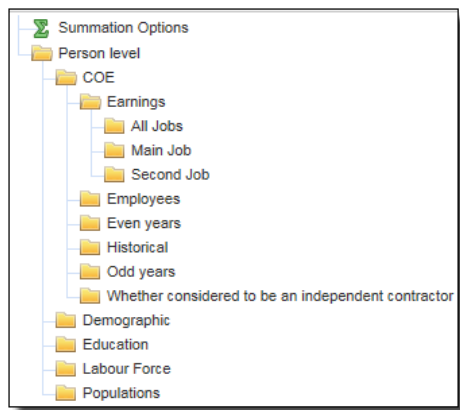 Summation Options
Person level
COE
Earnings
All Jobs
Main Job
Second Job
Employees
Even years
Historical
Odd years
Whether considered to be an independent contractor
Demographic
Education
Labour Force
Populations